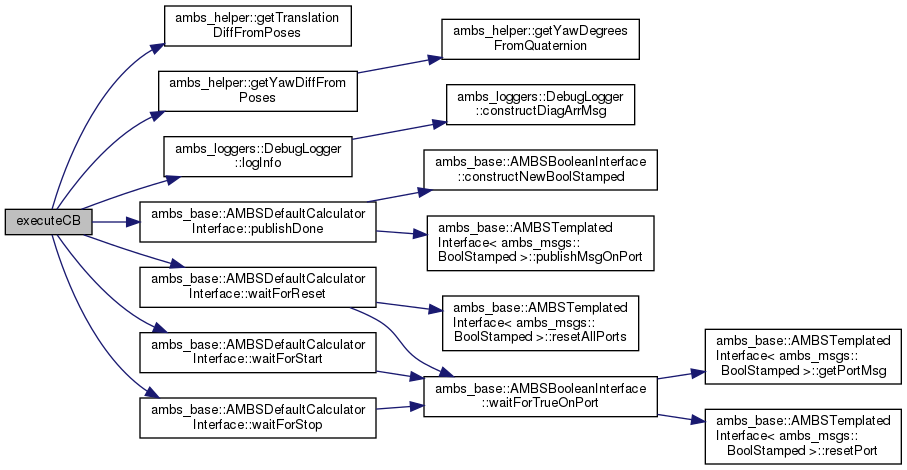 executeCB
ambs_helper::getTranslation
DiffFromPoses
ambs_helper::getYawDiffFrom
Poses
ambs_loggers::DebugLogger
::logInfo
ambs_base::AMBSDefaultCalculator
Interface::publishDone
ambs_base::AMBSDefaultCalculator
Interface::waitForReset
ambs_base::AMBSDefaultCalculator
Interface::waitForStart
ambs_base::AMBSDefaultCalculator
Interface::waitForStop
ambs_helper::getYawDegrees
FromQuaternion
ambs_loggers::DebugLogger
::constructDiagArrMsg
ambs_base::AMBSBooleanInterface
::constructNewBoolStamped
ambs_base::AMBSTemplated
Interface< ambs_msgs::
BoolStamped >::publishMsgOnPort
ambs_base::AMBSTemplated
Interface< ambs_msgs::
BoolStamped >::resetAllPorts
ambs_base::AMBSBooleanInterface
::waitForTrueOnPort
ambs_base::AMBSTemplated
Interface< ambs_msgs::
BoolStamped >::getPortMsg
ambs_base::AMBSTemplated
Interface< ambs_msgs::
BoolStamped >::resetPort